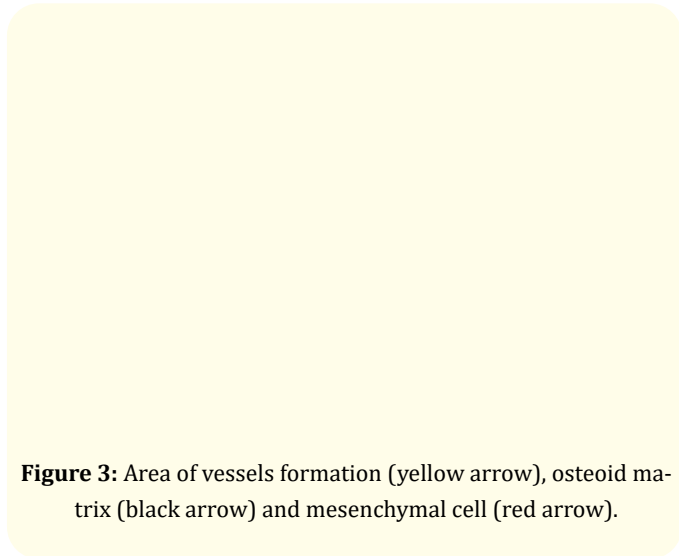 Figure 3: Area of vessels formation (yellow arrow), osteoid ma-
trix (black arrow) and mesenchymal cell (red arrow).